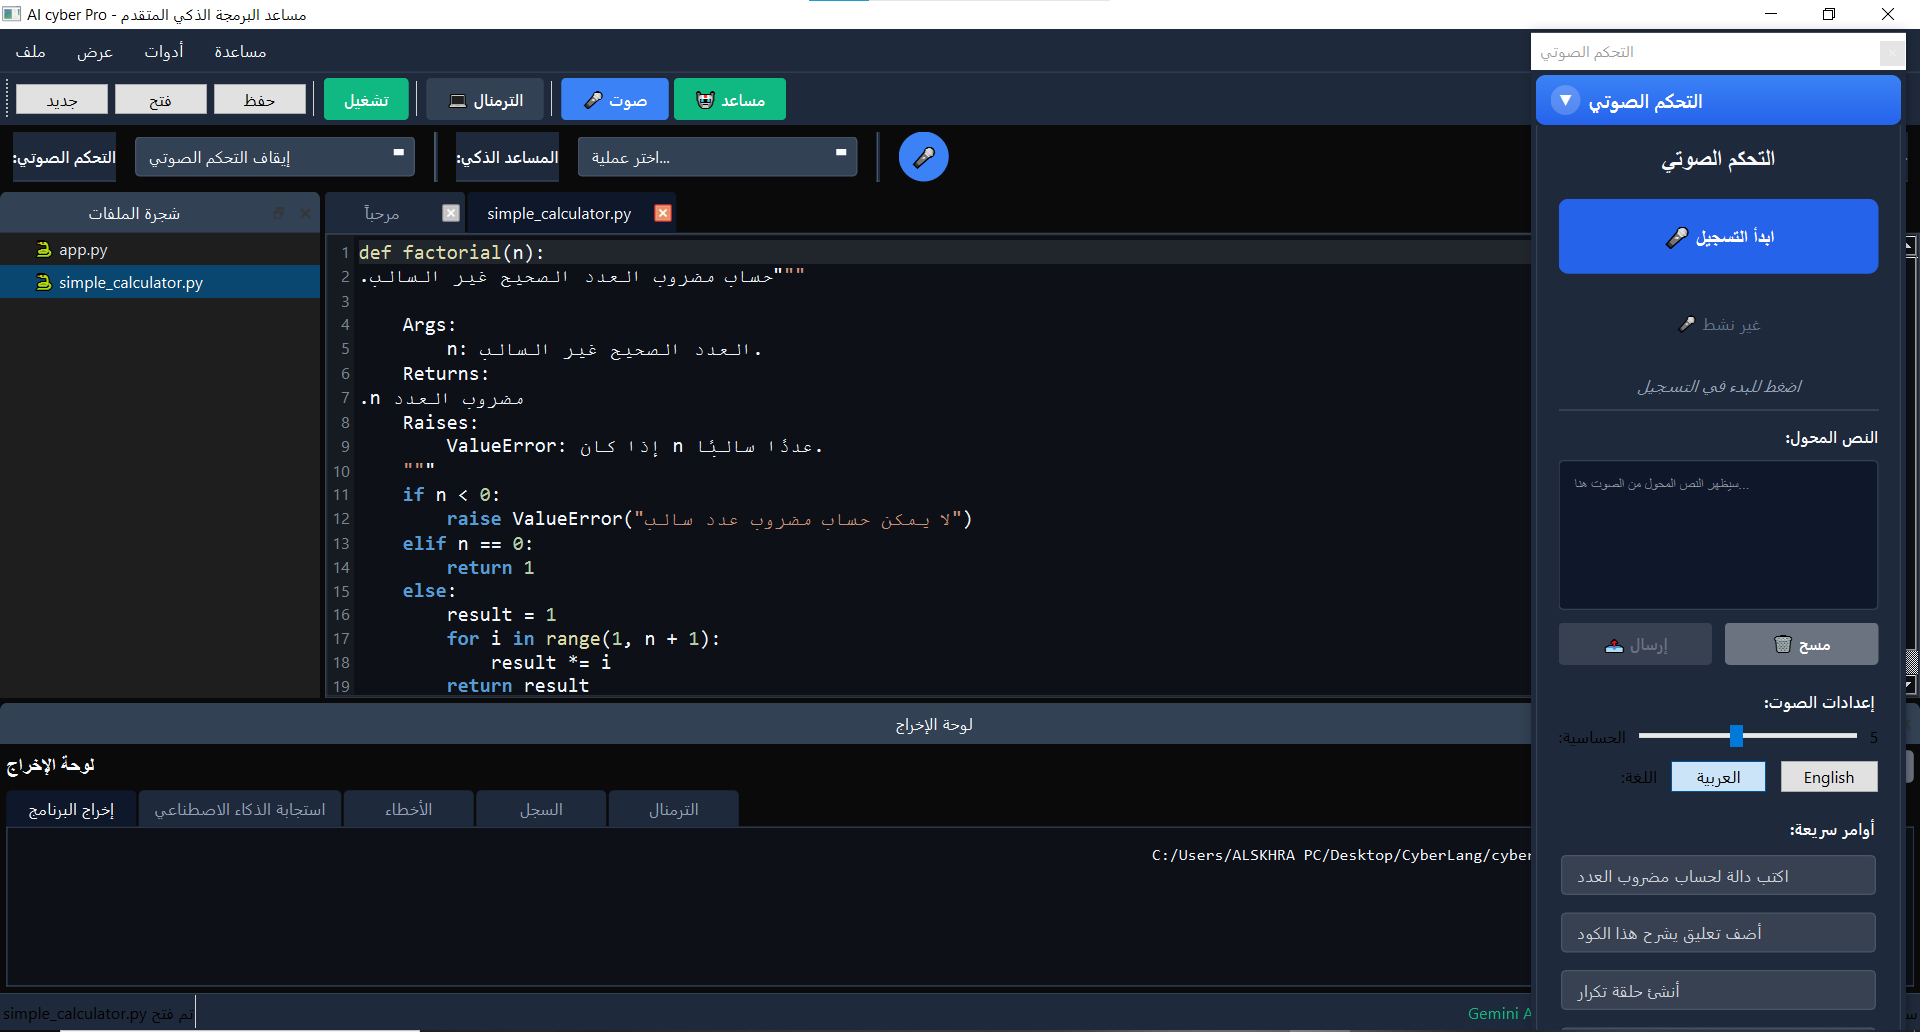 AI cyber Pro - مساعد البرمجة الذكي المتقدم
ملف عرض أدوات مساعدة
جديد فتح حفظ تشغيل الترمنال صوت مساعد
التحكم الصوتي: إيقاف التحكم الصوتي المساعد الذكي: اختر عملية...
شجرة الملفات
app.py
simple_calculator.py
مرحباً simple_calculator.py
1 def factorial(n):
2 """حساب مضروب العدد الصحيح غير السالب.
3
4 Args:
5 n: العدد الصحيح غير السالب.
6 Returns:
7 مضروب العدد n.
8 Raises:
9 ValueError: إذا كان n عددًا سالبًا.
10 """
11 if n < 0:
12 raise ValueError("لا يمكن حساب مضروب عدد سالب")
13 elif n == 0:
14 return 1
15 else:
16 result = 1
17 for i in range(1, n + 1):
18 result *= i
19 return result
لوحة الإخراج
لوحة الإخراج
إخراج البرنامج استجابة الذكاء الاصطناعي الأخطاء السجل الترمنال
C:/Users/ALSKHRA PC/Desktop/CyberLang/cyber
تم فتح simple_calculator.py
Gemini A
التحكم الصوتي
التحكم الصوتي
التحكم الصوتي
ابدأ التسجيل
غير نشط
اضغط للبدء في التسجيل
النص المحول:
سيظهر النص المحول من الصوت هنا...
إرسال مسح
إعدادات الصوت:
الحساسية: 5
اللغة: العربية English
أوامر سريعة:
اكتب دالة لحساب مضروب العدد
أضف تعليق يشرح هذا الكود
أنشئ حلقة تكرار